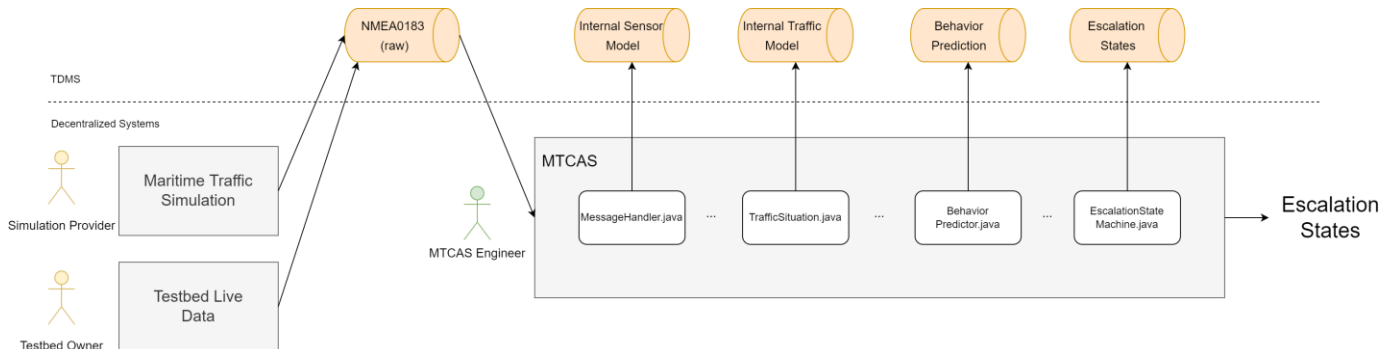 NMEA0183
(raw)
Internal Sensor
Model
Internal Traffic
Model
Behavior
Prediction
Escalation
States
TDMS
Decentralized Systems
Simulation Provider
Maritime Traffic
Simulation
Testbed Owner
Testbed Live
Data
MTCAS Engineer
MTCAS
MessageHandler.java
...
TrafficSituation.java
...
Behavior
Predictor.java
...
EscalationState
Machine.java
Escalation
States